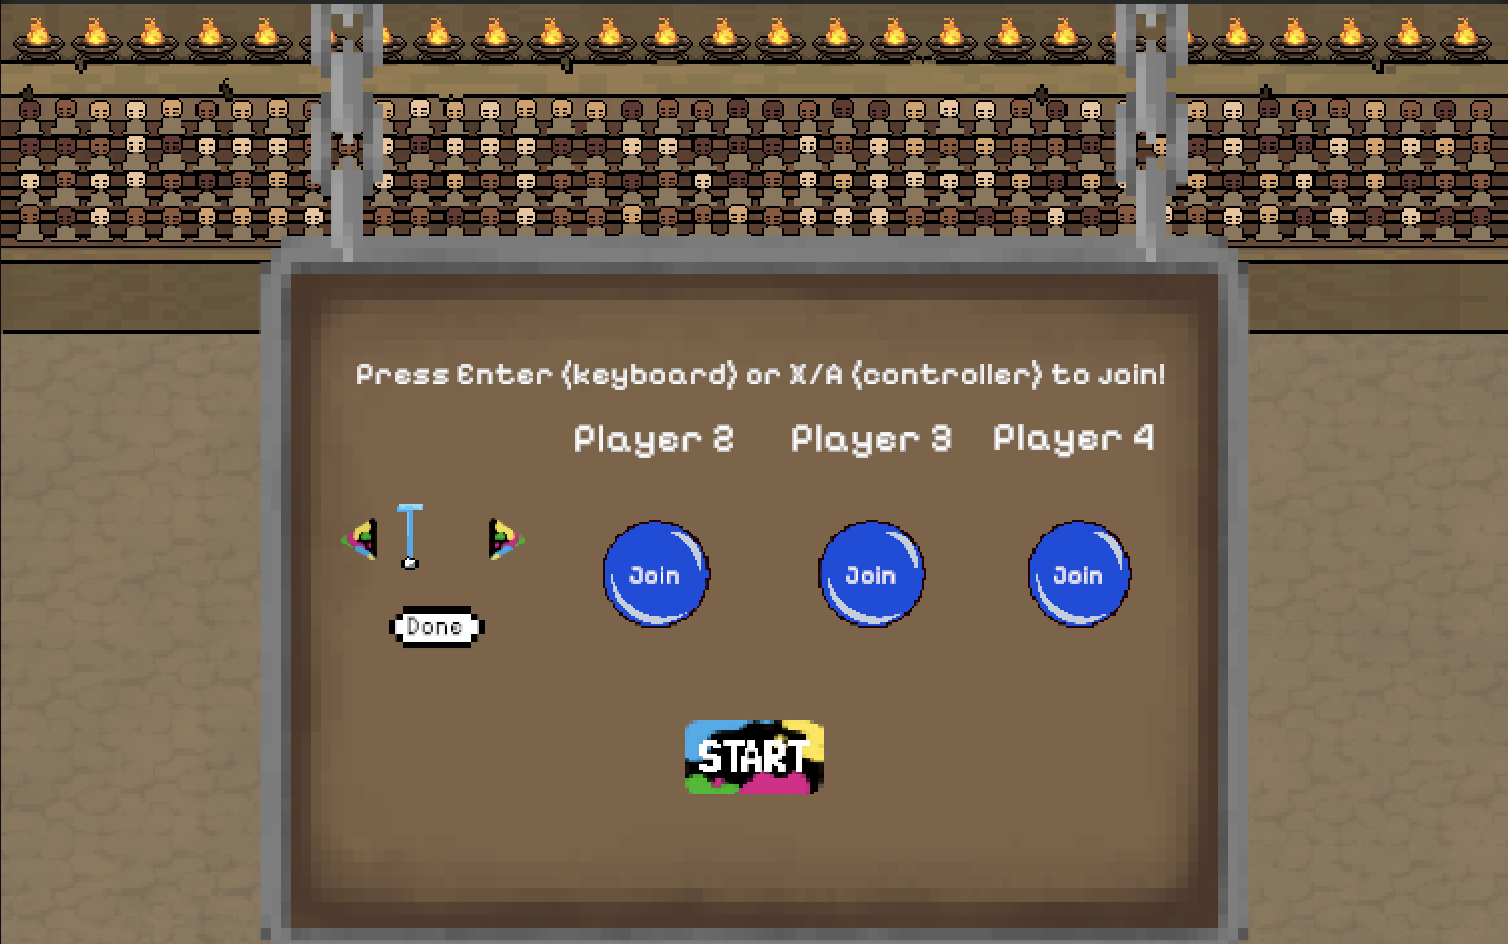 Press Enter (keyboard) or X/A (controller) to Join!
Player 2 Player 3 Player 4
Join Join Join
Done
START